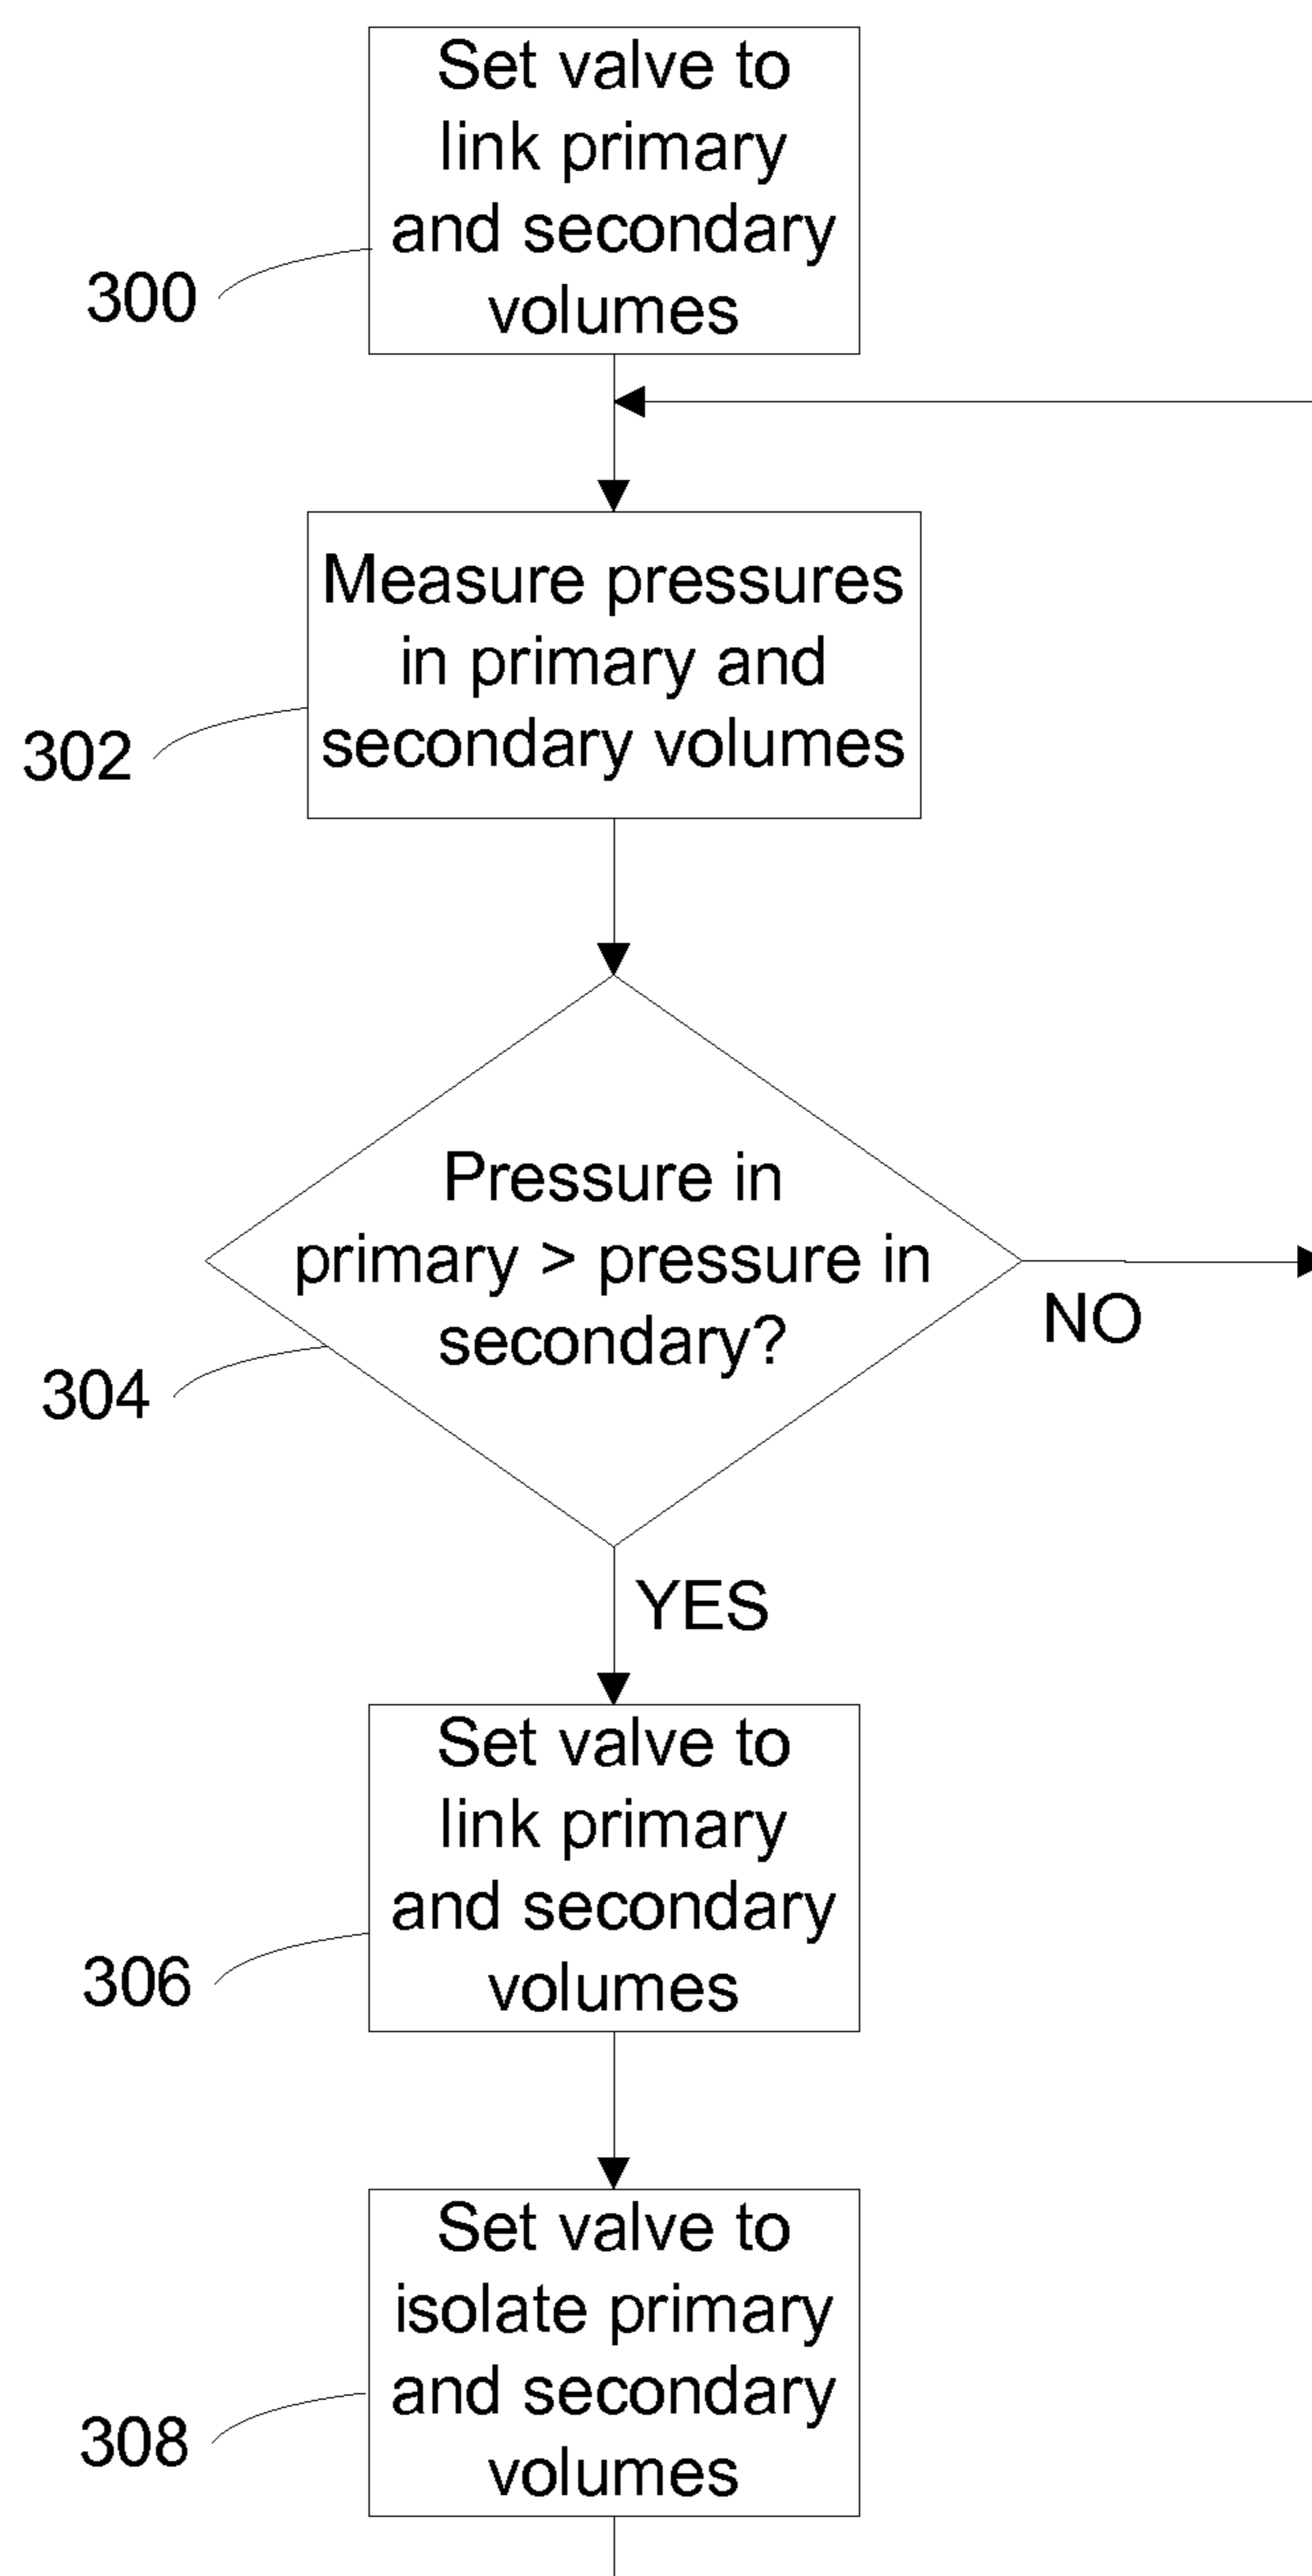 Set valve to
link primary
and secondary
volumes
300
Measure pressures
in primary and
secondary volumes
302
Pressure in
primary > pressure in
secondary?
NO
304
YES
Set valve to
link primary
and secondary
volumes
306
Set valve to
isolate primary
and secondary
volumes
308